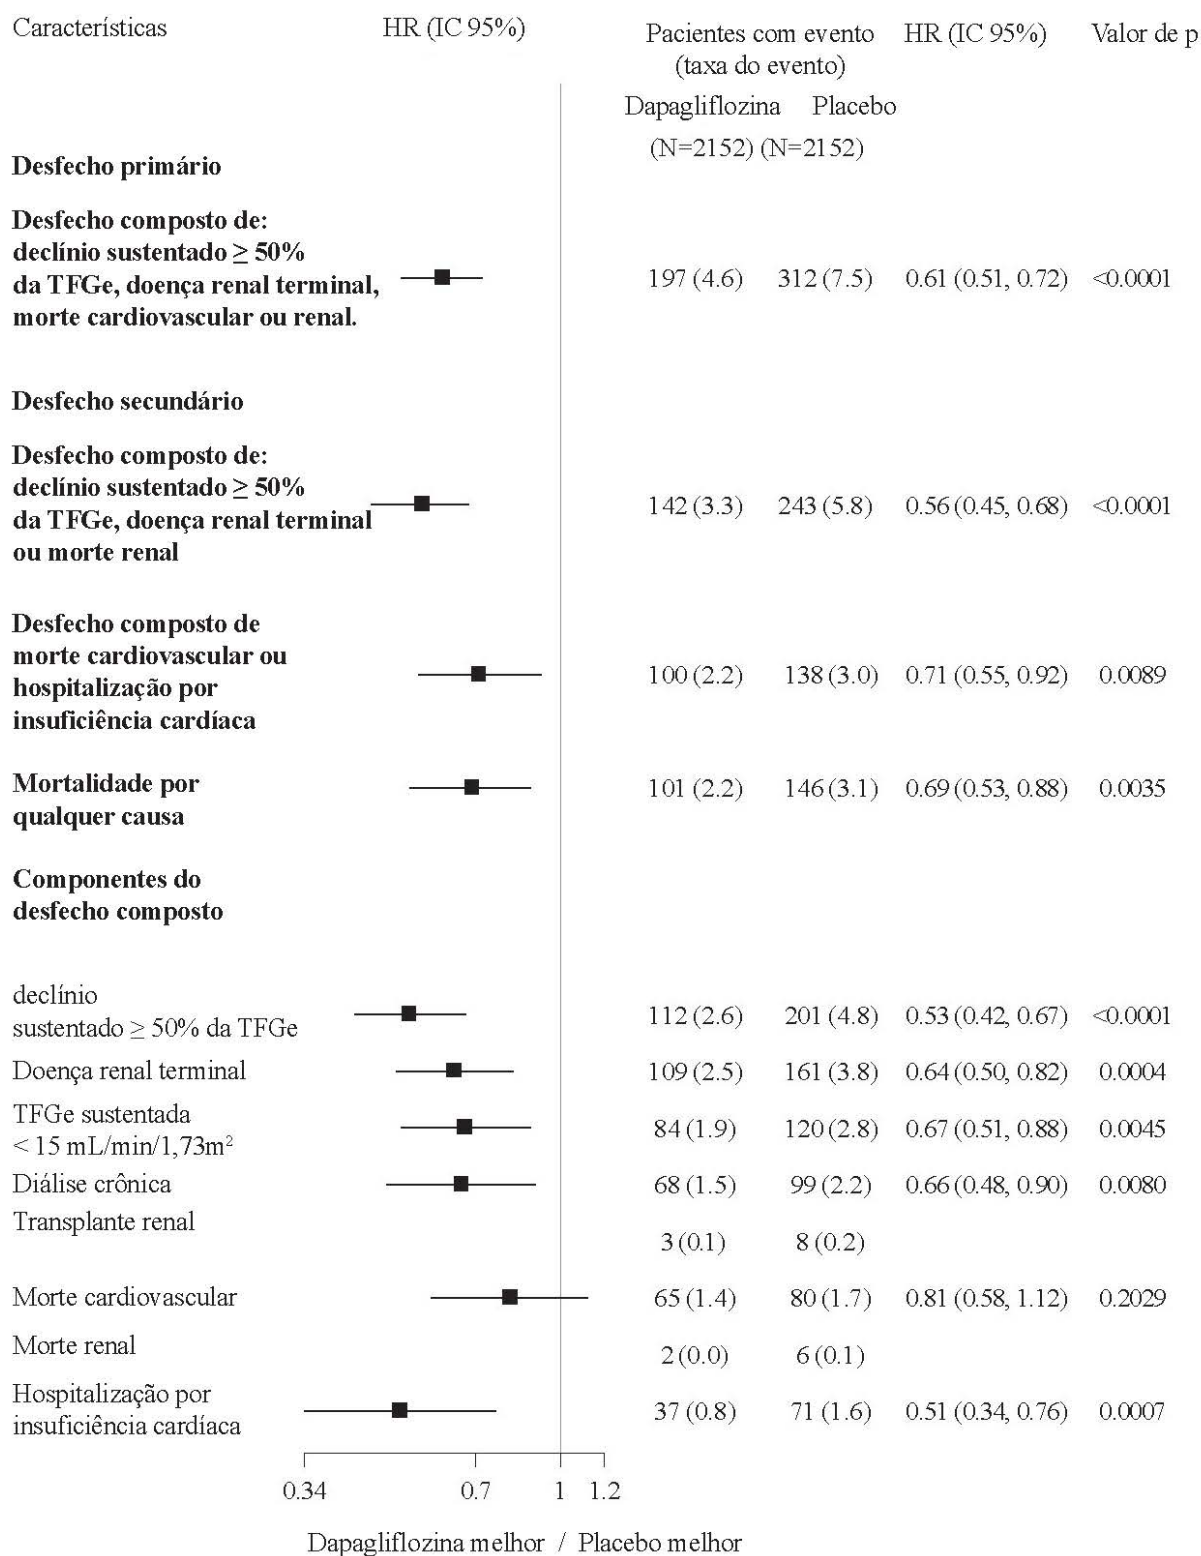 Características HR (IC 95%) Pacientes com evento HR (IC 95%) Valor de p
(taxa do evento)
Dapagliflozina Placebo
(N=2152) (N=2152)
Desfecho primário
Desfecho composto de:
declínio sustentado ≥ 50%
da TFGe, doença renal terminal, 197 (4.6) 312 (7.5) 0.61 (0.51, 0.72) <0.0001
morte cardiovascular ou renal.
Desfecho secundário
Desfecho composto de:
declínio sustentado ≥ 50%
da TFGe, doença renal terminal 142 (3.3) 243 (5.8) 0.56 (0.45, 0.68) <0.0001
ou morte renal
Desfecho composto de
morte cardiovascular ou
hospitalização por 100 (2.2) 138 (3.0) 0.71 (0.55, 0.92) 0.0089
insuficiência cardíaca
Mortalidade por 101 (2.2) 146 (3.1) 0.69 (0.53, 0.88) 0.0035
qualquer causa
Componentes do
desfecho composto
declínio
sustentado ≥ 50% da TFGe 112 (2.6) 201 (4.8) 0.53 (0.42, 0.67) <0.0001
Doença renal terminal 109 (2.5) 161 (3.8) 0.64 (0.50, 0.82) 0.0004
TFGe sustentada
< 15 mL/min/1,73m² 84 (1.9) 120 (2.8) 0.67 (0.51, 0.88) 0.0045
Diálise crônica 68 (1.5) 99 (2.2) 0.66 (0.48, 0.90) 0.0080
Transplante renal
3 (0.1) 8 (0.2)
Morte cardiovascular 65 (1.4) 80 (1.7) 0.81 (0.58, 1.12) 0.2029
Morte renal
2 (0.0) 6 (0.1)
Hospitalização por
insuficiência cardíaca 37 (0.8) 71 (1.6) 0.51 (0.34, 0.76) 0.0007
0.34 0.7 1 1.2
Dapagliflozina melhor / Placebo melhor